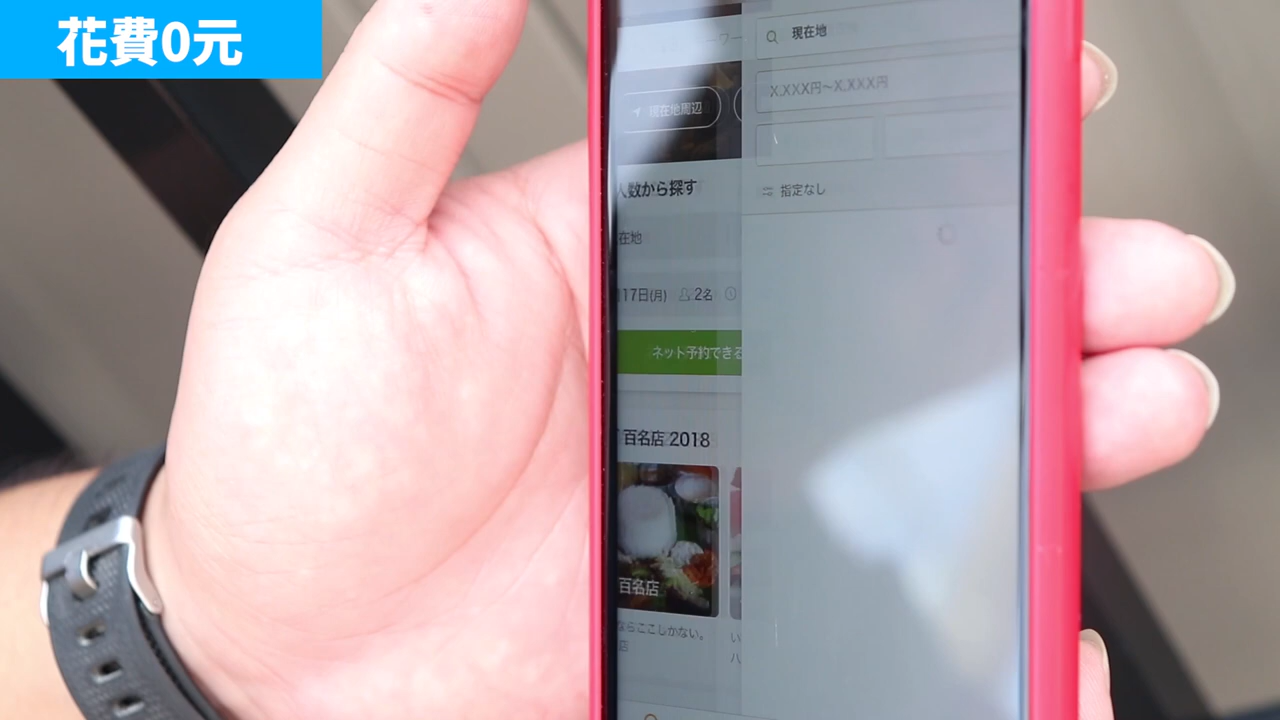 花費0元
現在地
X,XXX円〜X,XXX円
現在地周辺
人数から探す
指定なし
在地
17日(月) 2名
ネット予約できる
百名店 2018
百名店
ならここしかない。
い
店
ハ